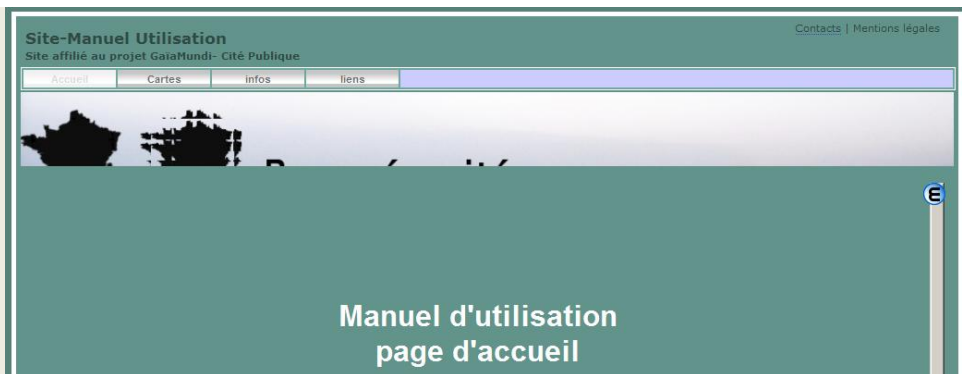 Contacts | Mentions légales
Site-Manuel Utilisation
Site affilié au projet GaïaMundi- Cité Publique
Accueil Cartes infos liens
Manuel d'utilisation
page d'accueil